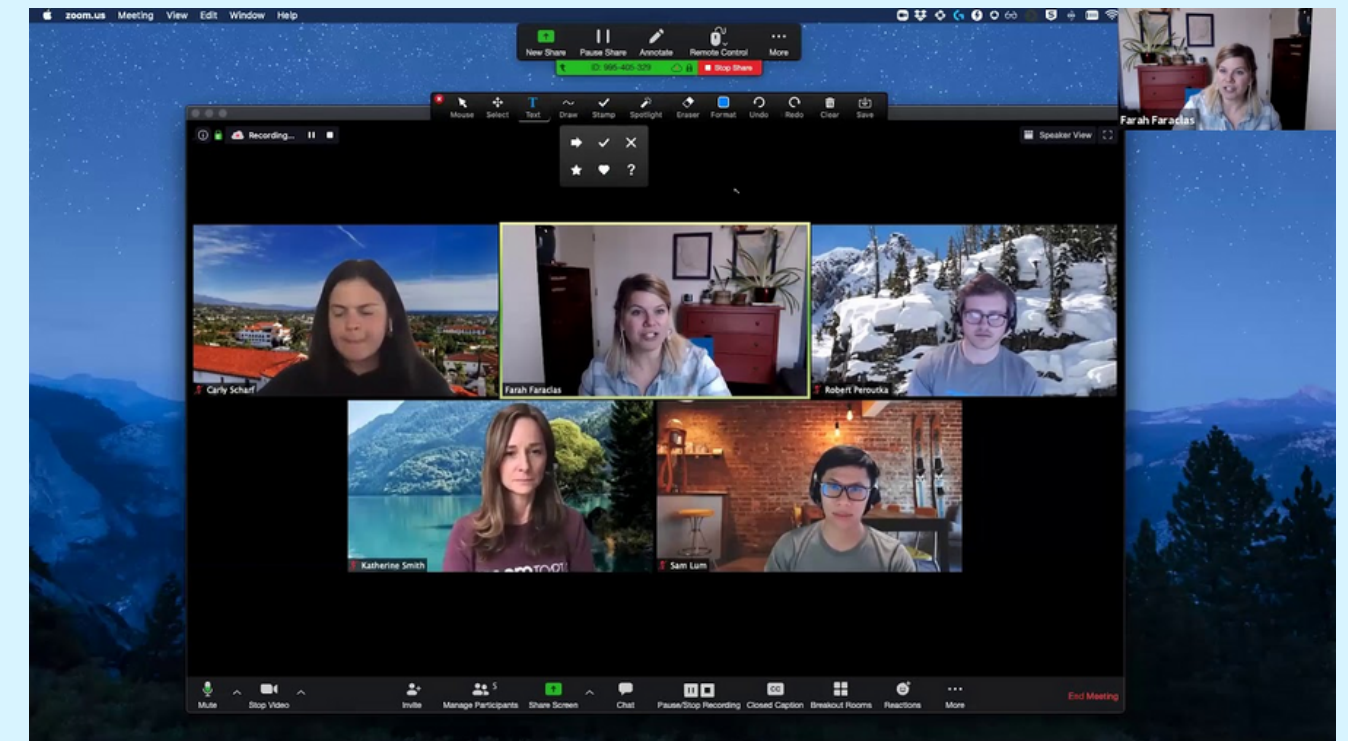 zoom.us Meeting View Edit Window Help
New Share Pause Share Annotate Remote Control More
ID: 995-405-329 Stop Share
Mouse Select Text Draw Stamp Spotlight Eraser Format Undo Redo Clear Save
Farah Faraclas
Recording...
Speaker View
Carly Scharf
Farah Faraclas
Robert Peroutka
Katherine Smith
Sam Lum
Mute Stop Video Invite Manage Participants 5 Share Screen Chat Pause/Stop Recording Closed Caption Breakout Rooms Reactions More End Meeting